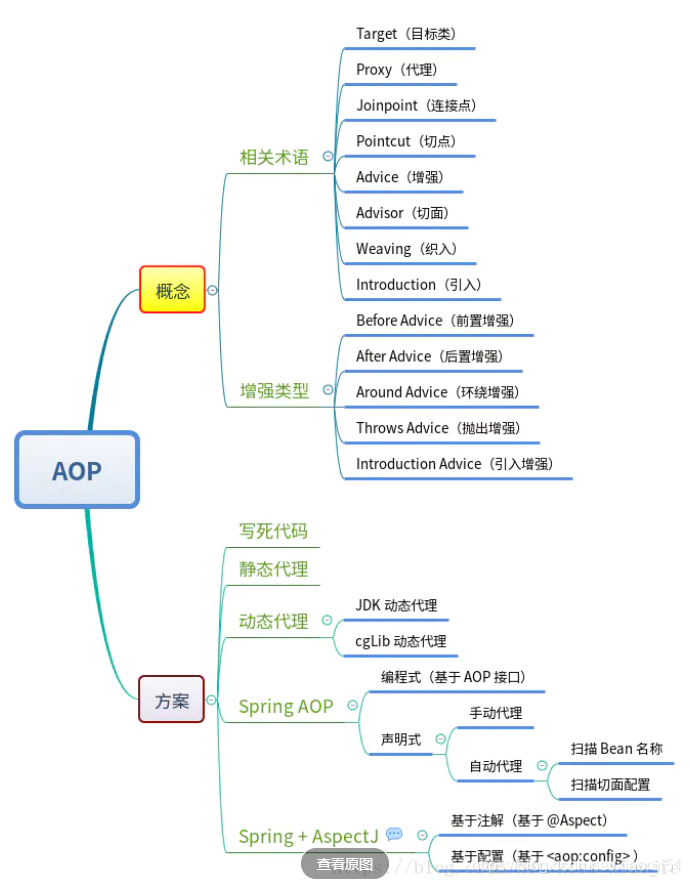 AOP
概念
相关术语
Target（目标类）
Proxy（代理）
Joinpoint（连接点）
Pointcut（切点）
Advice（增强）
Advisor（切面）
Weaving（织入）
Introduction（引入）
增强类型
Before Advice（前置增强）
After Advice（后置增强）
Around Advice（环绕增强）
Throws Advice（抛出增强）
Introduction Advice（引入增强）
方案
写死代码
静态代理
动态代理
JDK 动态代理
cgLib 动态代理
Spring AOP
编程式（基于 AOP 接口）
声明式
手动代理
自动代理
扫描 Bean 名称
扫描切面配置
Spring + AspectJ
基于注解（基于 @Aspect）
基于配置（基于 <aop:config> ）
查看原图